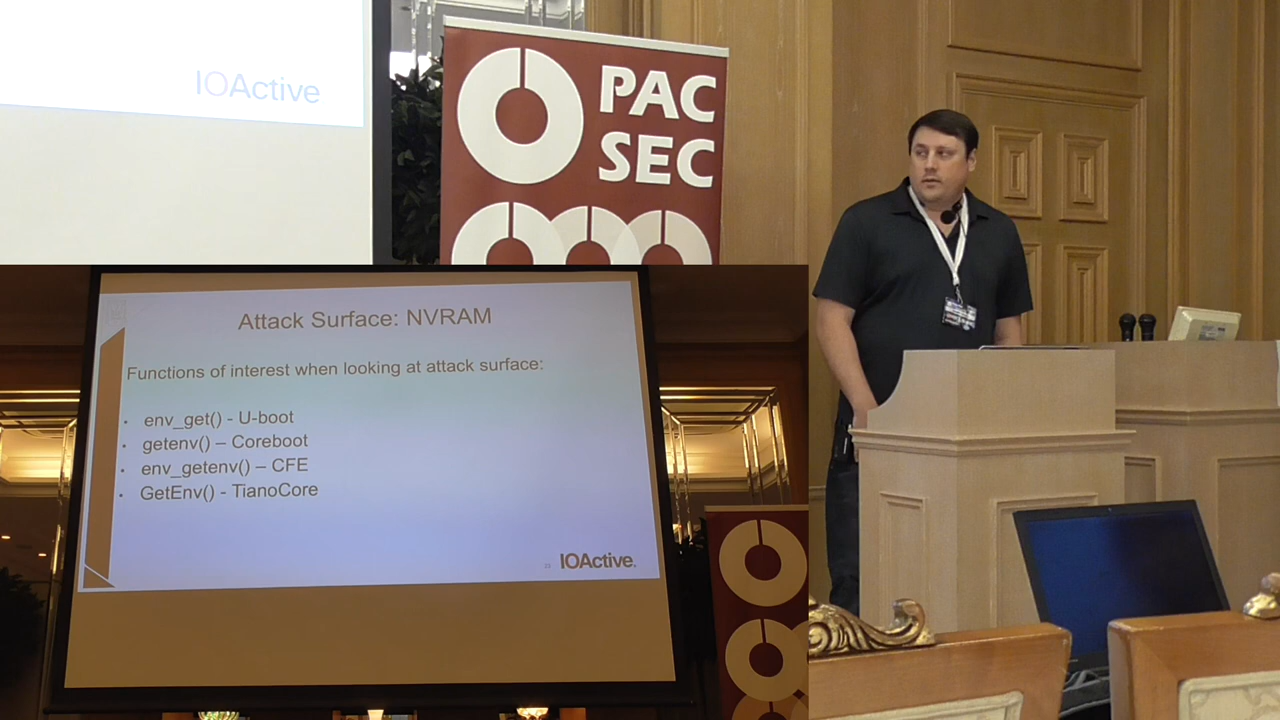 IOActive
PAC
SEC
Attack Surface: NVRAM
Functions of interest when looking at attack surface:
• env_get() - U-boot
• getenv() – Coreboot
• env_getenv() – CFE
• GetEnv() - TianoCore
IOActive.